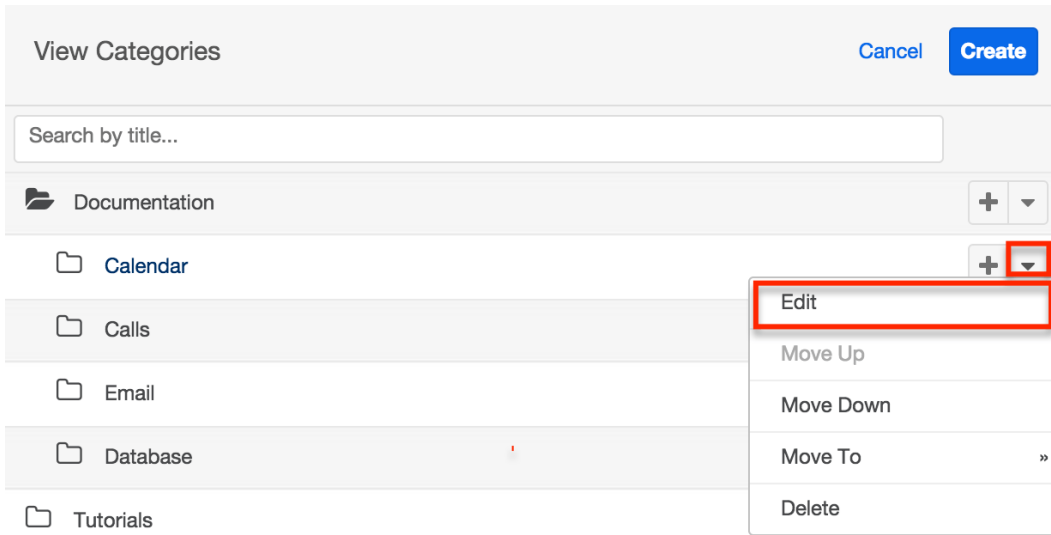 View Categories
Cancel
Create
Search by title...
Documentation
Calendar
Edit
Calls
Move Up
Email
Move Down
Database
Move To »
Tutorials
Delete